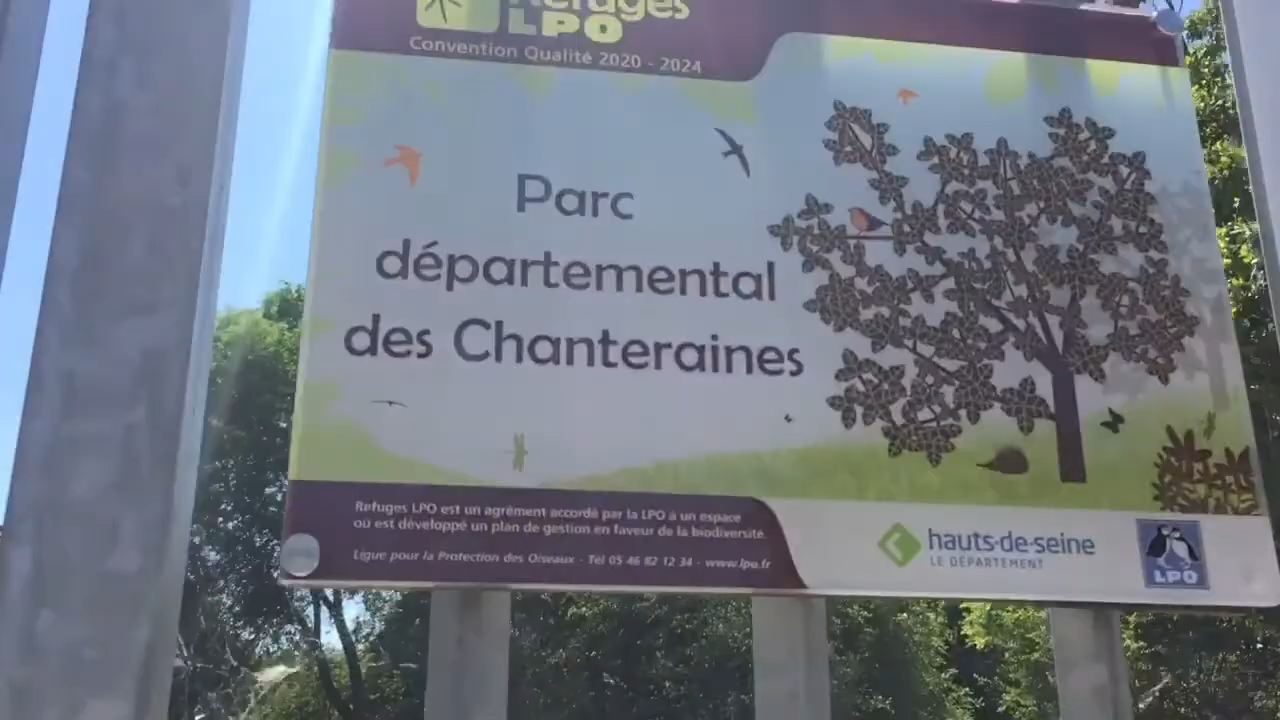 Refuges
LPO
Convention Qualité 2020 - 2024
Parc
départemental
des Chanteraines
Refuges LPO est un agrément accordé par la LPO à un espace
où est développé un plan de gestion en faveur de la biodiversité.
Ligue pour la Protection des Oiseaux - Tél 05 46 82 12 34 - www.lpo.fr
hauts-de-seine
LE DÉPARTEMENT
LPO